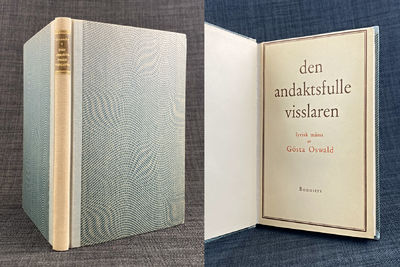 den
andaktsfulle
visslaren
lyrisk mässa
av
Gösta Oswald
Bonniers